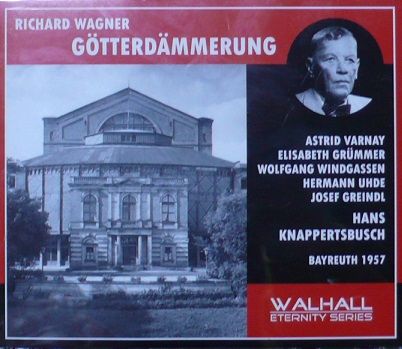 RICHARD WAGNER
GÖTTERDÄMMERUNG
ASTRID VARNAY
ELISABETH GRÜMMER
WOLFGANG WINDGASSEN
HERMANN UHDE
JOSEF GREINDL
HANS
KNAPPERTSBUSCH
BAYREUTH 1957
WALHALL
ETERNITY SERIES